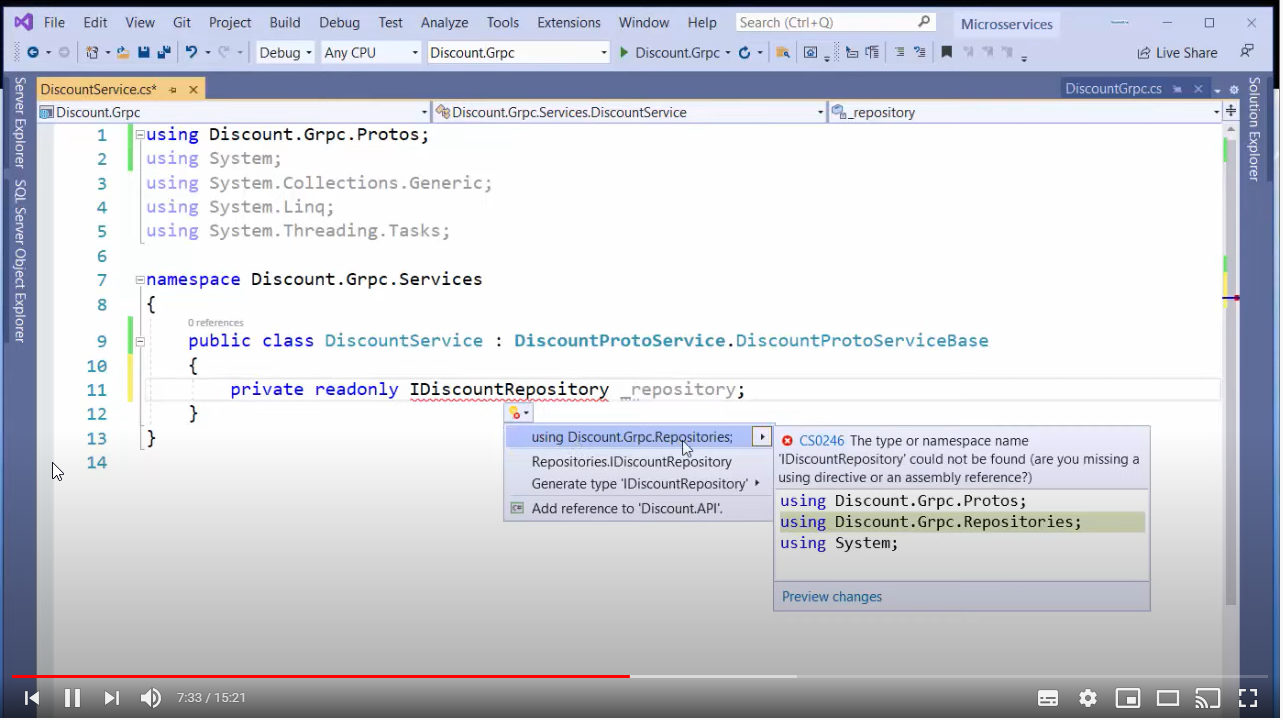 File Edit View Git Project Build Debug Test Analyze Tools Extensions Window Help Search (Ctrl+Q) Microsservices
Debug Any CPU Discount.Grpc Discount.Grpc Live Share
DiscountService.cs* DiscountGrpc.cs
Discount.Grpc Discount.Grpc.Services.DiscountService _repository
Server Explorer
SQL Server Object Explorer
Solution Explorer
1 using Discount.Grpc.Protos;
2 using System;
3 using System.Collections.Generic;
4 using System.Linq;
5 using System.Threading.Tasks;
6
7 namespace Discount.Grpc.Services
8 {
0 references
9 public class DiscountService : DiscountProtoService.DiscountProtoServiceBase
10 {
11 private readonly IDiscountRepository _repository;
12 }
13 }
14
using Discount.Grpc.Repositories;
Repositories.IDiscountRepository
Generate type 'IDiscountRepository'
Add reference to 'Discount.API'.
CS0246 The type or namespace name
'IDiscountRepository' could not be found (are you missing a
using directive or an assembly reference?)
using Discount.Grpc.Protos;
using Discount.Grpc.Repositories;
using System;
Preview changes
7:33 / 15:21